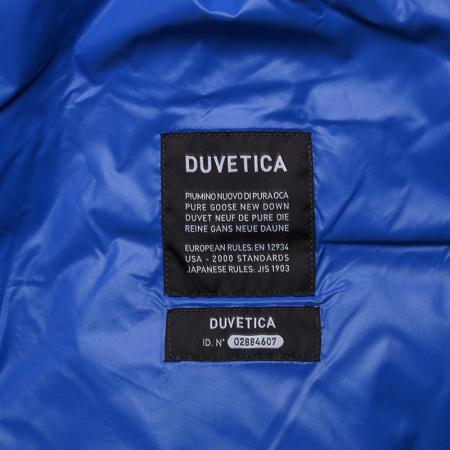 DUVETICA
PIUMINO NUOVO DI PURA OCA
PURE GOOSE NEW DOWN
DUVET NEUF DE PURE OIE
REINE GANS NEUE DAUNE
EUROPEAN RULES: EN 12934
USA - 2000 STANDARDS
JAPANESE RULES: JIS 1903
DUVETICA
ID. N° 02884607